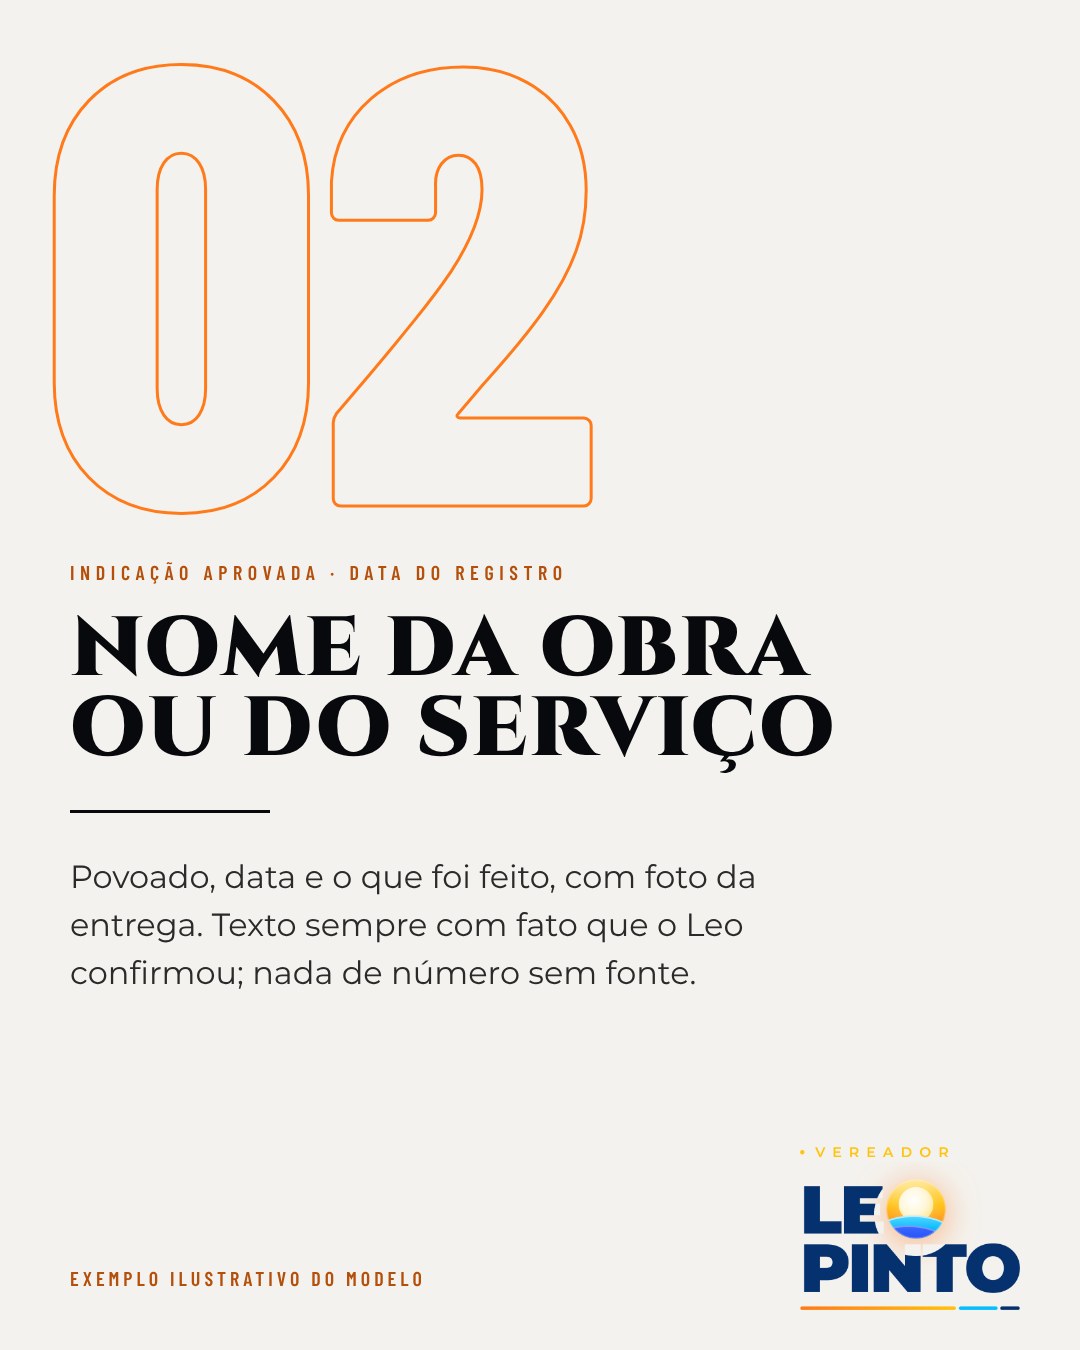 02
INDICAÇÃO APROVADA · DATA DO REGISTRO
NOME DA OBRA
OU DO SERVIÇO
Povoado, data e o que foi feito, com foto da
entrega. Texto sempre com fato que o Leo
confirmou; nada de número sem fonte.
• VEREADOR
LEO
PINTO
EXEMPLO ILUSTRATIVO DO MODELO